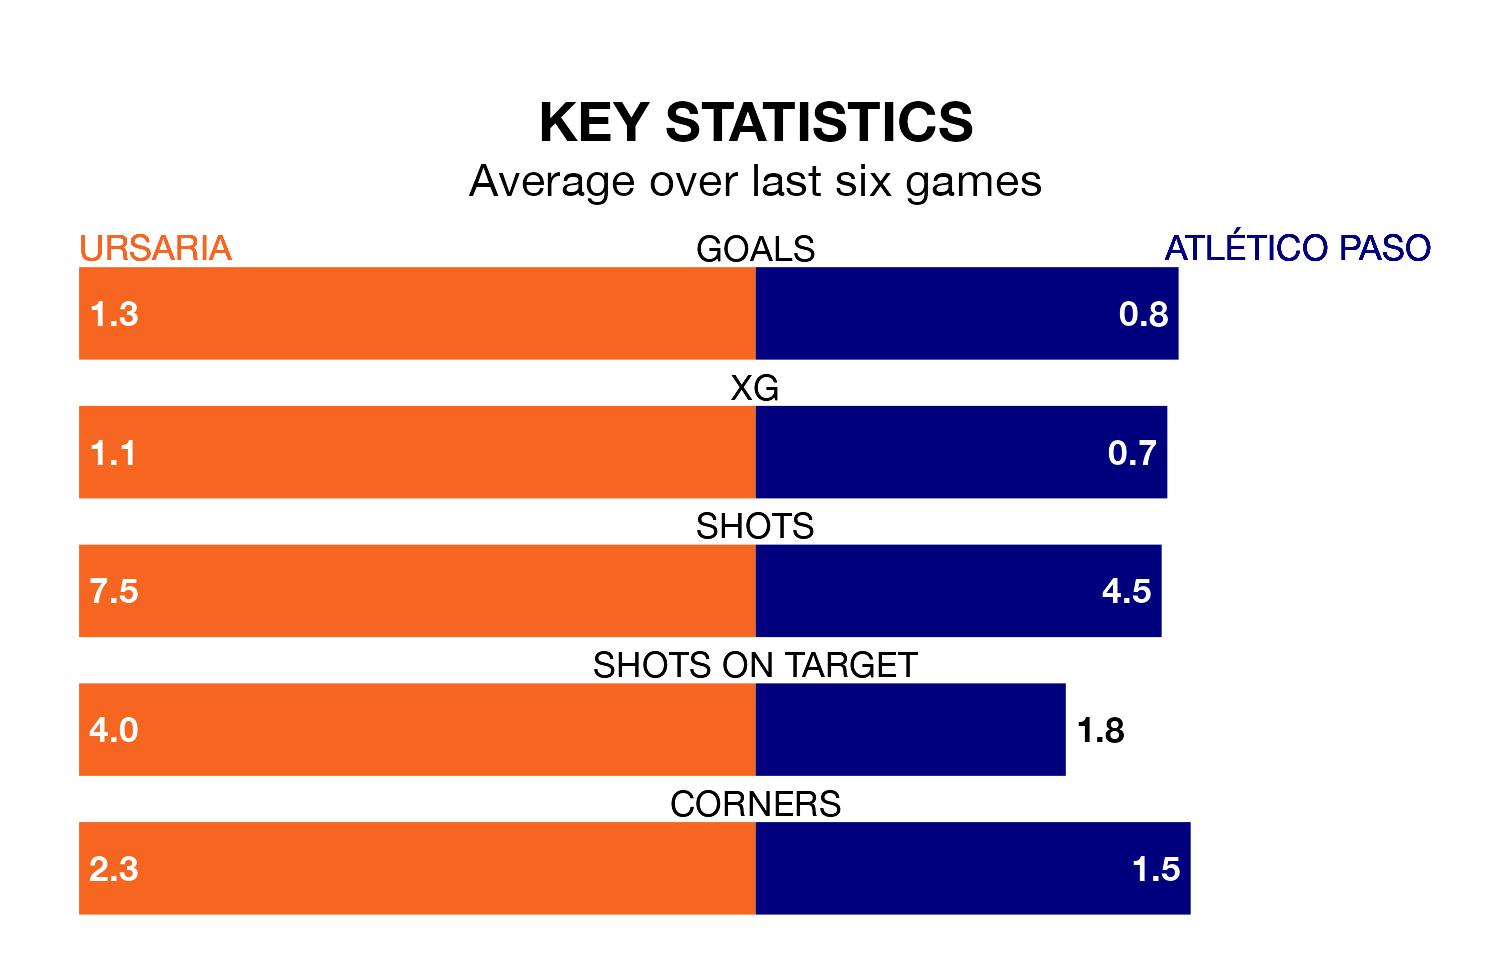 KEY STATISTICS
Average over last six games
URSARIA GOALS ATLÉTICO PASO
1.3 0.8
XG
1.1 0.7
SHOTS
7.5 4.5
SHOTS ON TARGET
4.0 1.8
CORNERS
2.3 1.5